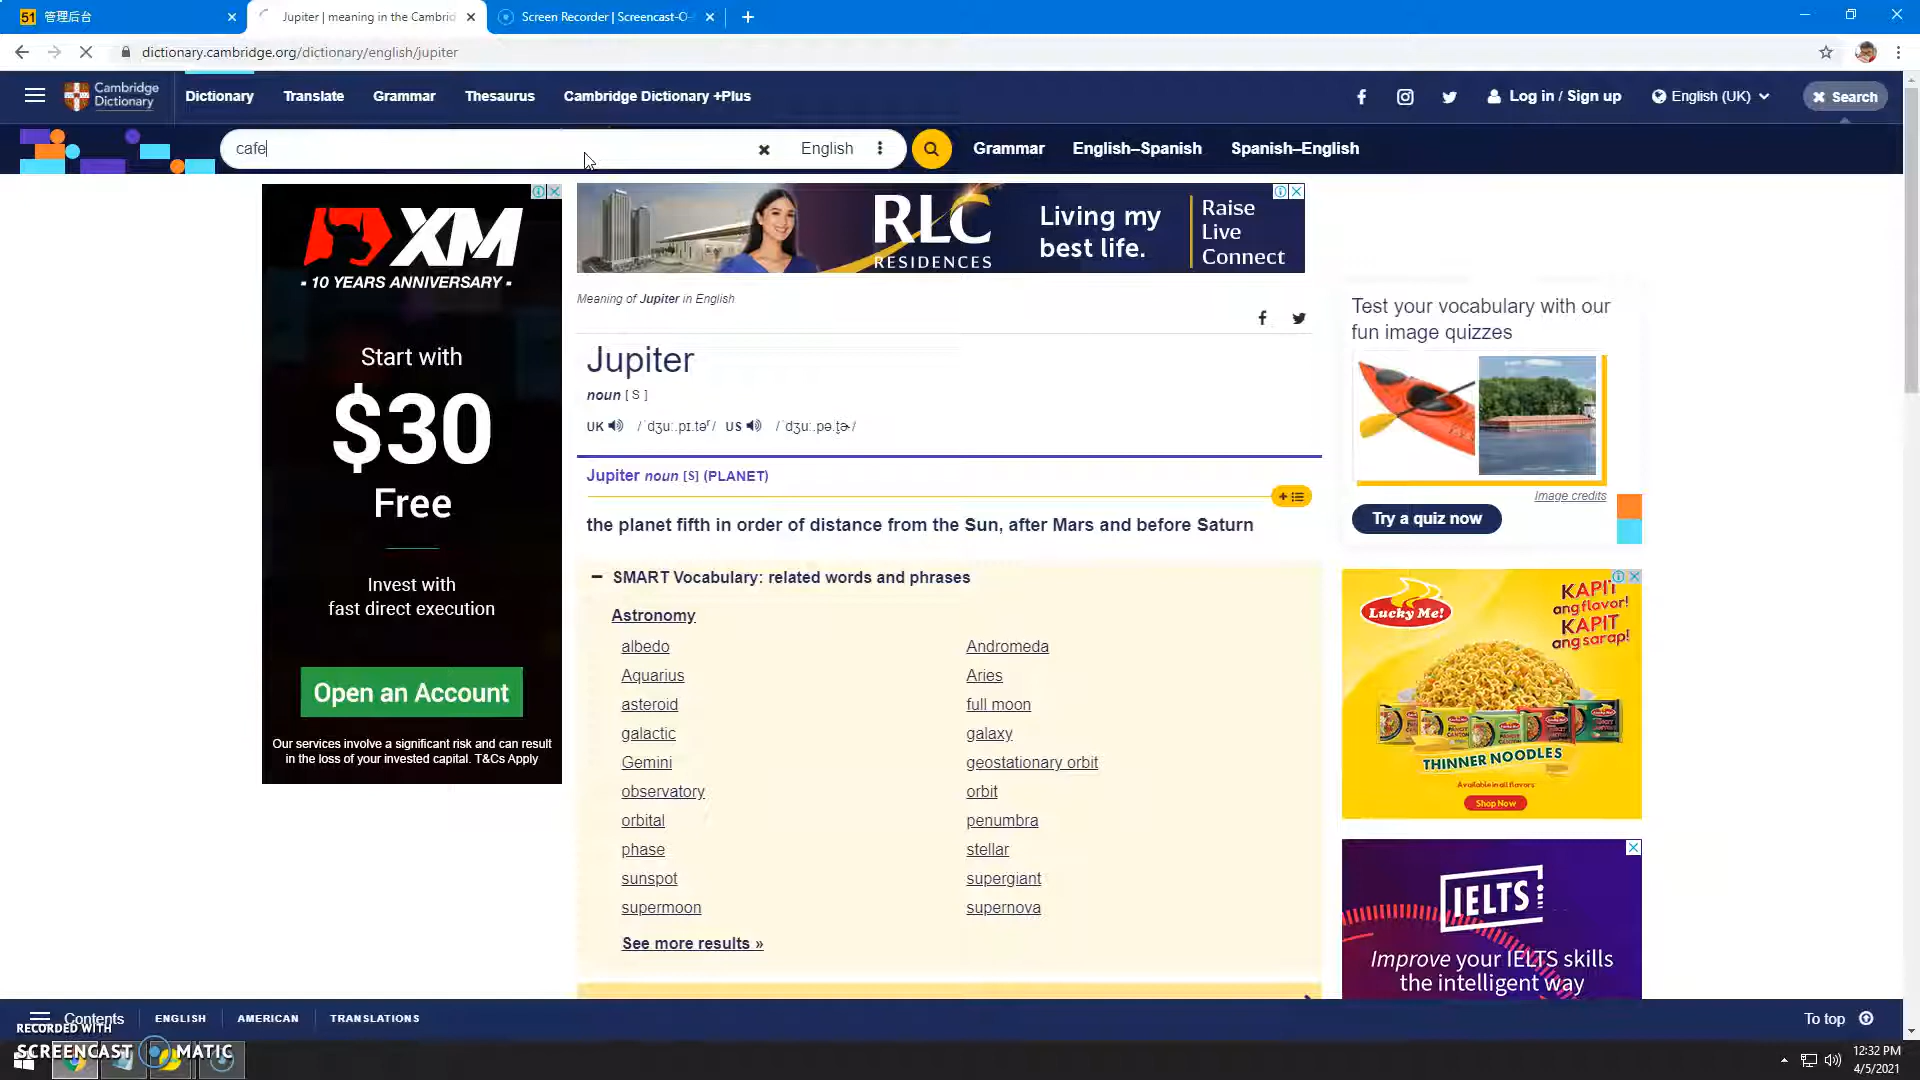 管理后台
Jupiter | meaning in the Cambrid
Screen Recorder | Screencast-O-
dictionary.cambridge.org/dictionary/english/jupiter
Cambridge
Dictionary
Dictionary
Translate
Grammar
Thesaurus
Cambridge Dictionary +Plus
Log in / Sign up
English (UK)
Search
cafe
English
Grammar
English–Spanish
Spanish–English
XM
- 10 YEARS ANNIVERSARY -
Start with
$30
Free
Invest with
fast direct execution
Open an Account
Our services involve a significant risk and can result
in the loss of your invested capital. T&Cs Apply
RLC
RESIDENCES
Living my
best life.
Raise
Live
Connect
Meaning of Jupiter in English
Jupiter
noun [ S ]
UK /ˈdʒuː.pɪ.tər/ US /ˈdʒuː.pə.t̬ɚ/
Jupiter noun [S] (PLANET)
the planet fifth in order of distance from the Sun, after Mars and before Saturn
SMART Vocabulary: related words and phrases
Astronomy
albedo
Andromeda
Aquarius
Aries
asteroid
full moon
galactic
galaxy
Gemini
geostationary orbit
observatory
orbit
orbital
penumbra
phase
stellar
sunspot
supergiant
supermoon
supernova
See more results »
Test your vocabulary with our
fun image quizzes
Image credits
Try a quiz now
Lucky Me!
KAPIT
ang flavor!
KAPIT
ang sarap!
THINNER NOODLES
Available in all flavors
Shop Now
IELTS
Improve your IELTS skills
the intelligent way
Contents
ENGLISH
AMERICAN
TRANSLATIONS
To top
RECORDED WITH
SCREENCAST MATIC
12:32 PM
4/5/2021